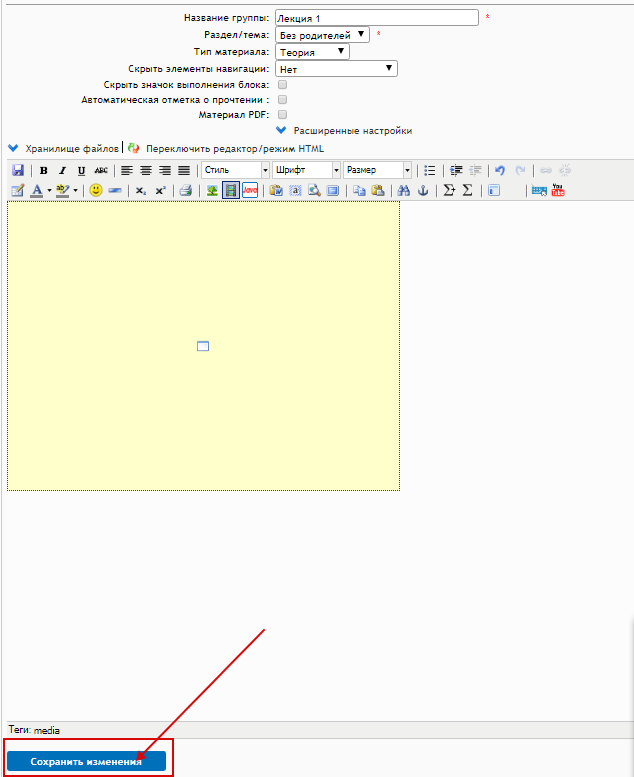 Название группы: Лекция 1 *
Раздел/тема: Без родителей *
Тип материала: Теория
Скрыть элементы навигации: Нет
Скрыть значок выполнения блока:
Автоматическая отметка о прочтении :
Материал PDF:
Расширенные настройки
Хранилище файлов Переключить редактор/режим HTML
B I U ABC Стиль Шрифт Размер
A ab x₂ x² Java a Σ Σ You Tube
Теги: media
Сохранить изменения